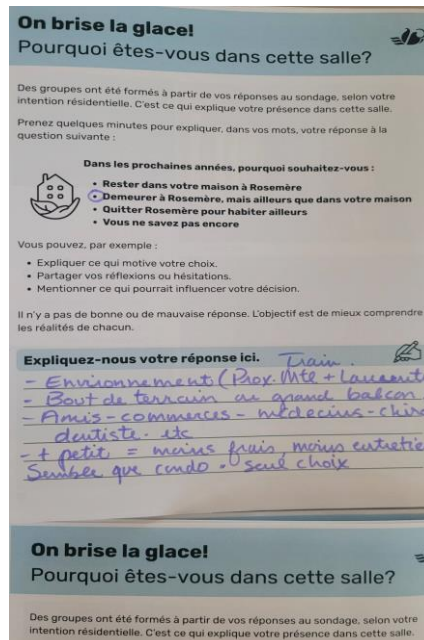 On brise la glace!
Pourquoi êtes-vous dans cette salle?
Des groupes ont été formés à partir de vos réponses au sondage, selon votre
intention résidentielle. C'est ce qui explique votre présence dans cette salle.
Prenez quelques minutes pour expliquer, dans vos mots, votre réponse à la
question suivante :
Dans les prochaines années, pourquoi souhaitez-vous :
• Rester dans votre maison à Rosemère
• Demeurer à Rosemère, mais ailleurs que dans votre maison
• Quitter Rosemère pour habiter ailleurs
• Vous ne savez pas encore
Vous pouvez, par exemple :
• Expliquer ce qui motive votre choix.
• Partager vos réflexions ou hésitations.
• Mentionner ce qui pourrait influencer votre décision.
Il n'y a pas de bonne ou de mauvaise réponse. L'objectif est de mieux comprendre
les réalités de chacun.
Expliquez-nous votre réponse ici. Train.
- Environnement (Prox. Mtl + Laurent
- Bout de terrain ou grand balcon
- Amis - commerces - médecins - chiro
dentiste. etc
- + petit = moins frais, moins entretie
Semble que condo. seul choix
On brise la glace!
Pourquoi êtes-vous dans cette salle?
Des groupes ont été formés à partir de vos réponses au sondage, selon votre
intention résidentielle. C'est ce qui explique votre présence dans cette salle.